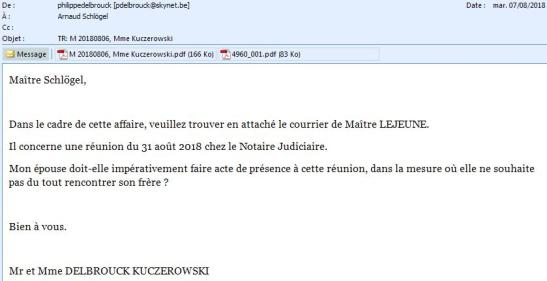 De : philippedelbrouck [pdelbrouck@skynet.be] Date : mar. 07/08/2018
À : Arnaud Schlögel
Cc :
Objet : TR: M 20180806, Mme Kuczerowski
Message M 20180806, Mme Kuczerowski.pdf (166 Ko) 4960_001.pdf (83 Ko)
Maître Schlögel,
Dans le cadre de cette affaire, veuillez trouver en attaché le courrier de Maître LEJEUNE.
Il concerne une réunion du 31 août 2018 chez le Notaire Judiciaire.
Mon épouse doit-elle impérativement faire acte de présence à cette réunion, dans la mesure où elle ne souhaite
pas du tout rencontrer son frère ?
Bien à vous.
Mr et Mme DELBROUCK KUCZEROWSKI